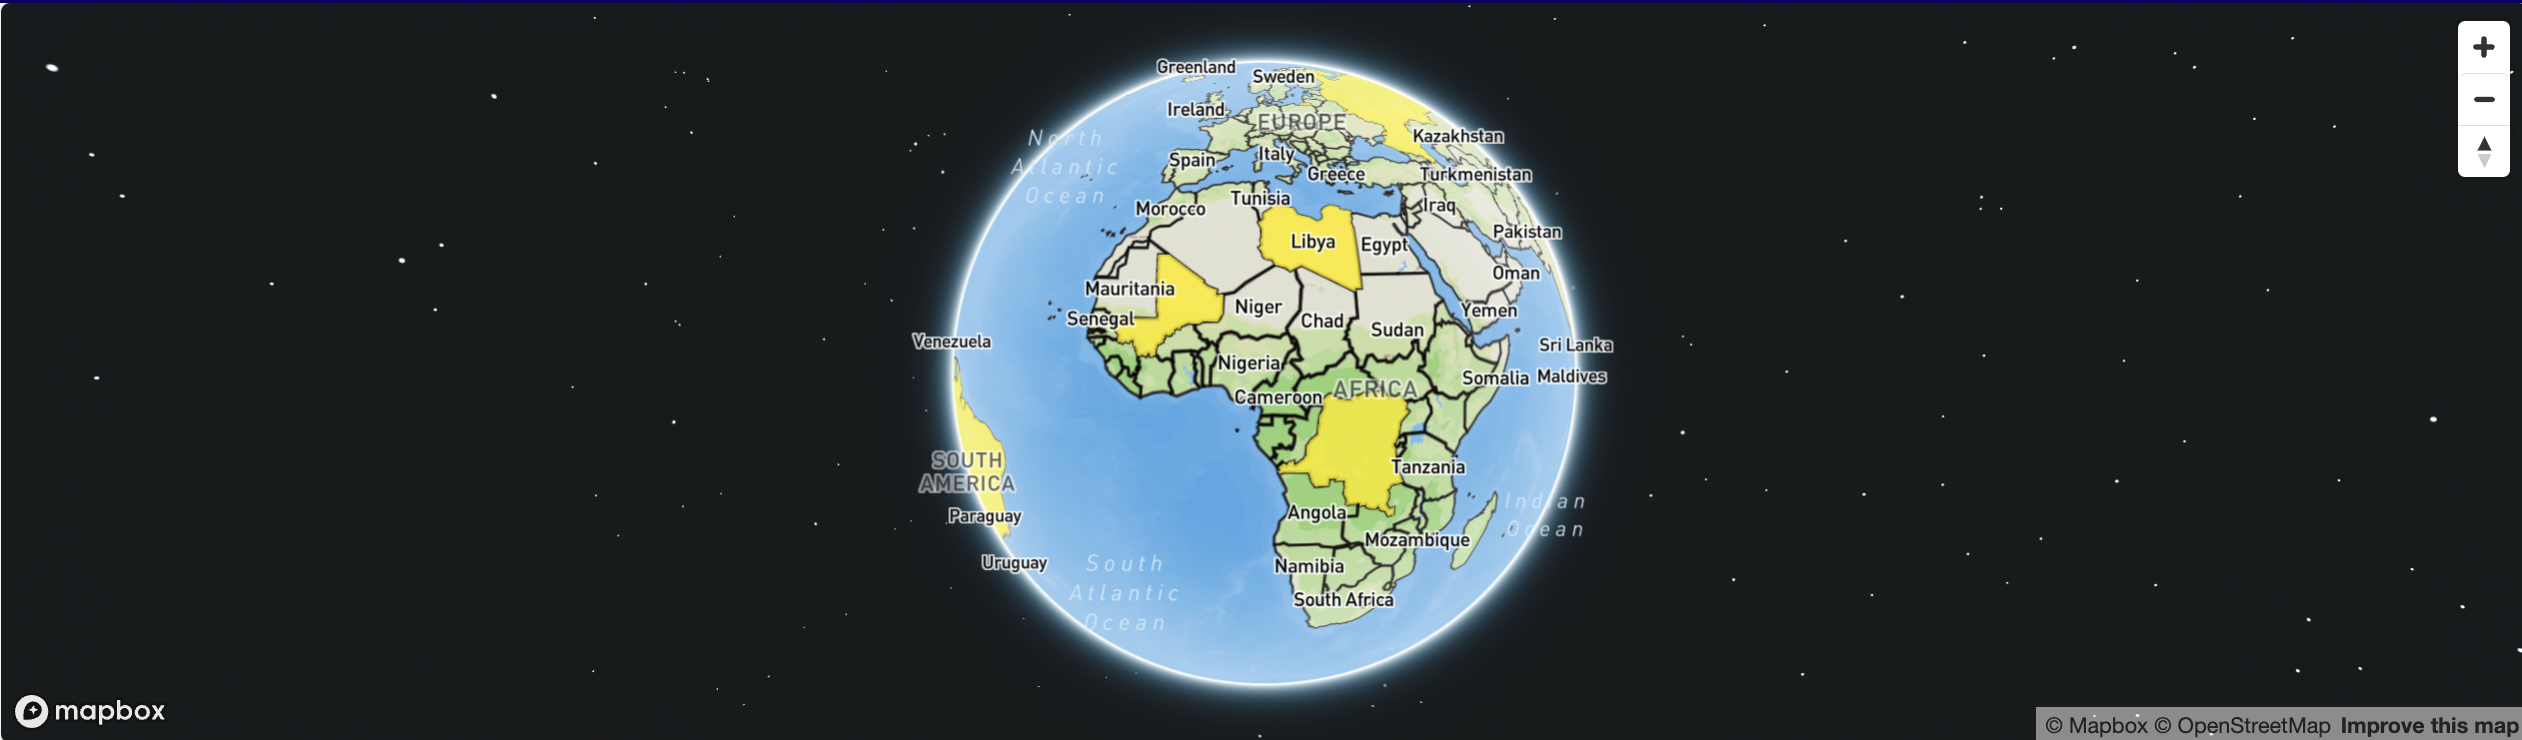 Greenland
Sweden
Ireland
EUROPE
North
Atlantic
Ocean
Kazakhstan
Spain
Italy
Greece
Turkmenistan
Tunisia
Morocco
Iraq
Libya
Egypt
Pakistan
Oman
Mauritania
Niger
Yemen
Senegal
Chad
Sudan
Venezuela
Sri Lanka
Nigeria
Somalia
Maldives
AFRICA
Cameroon
SOUTH
AMERICA
Tanzania
Indian
Ocean
Paraguay
Angola
Mozambique
Uruguay
Namibia
South
Atlantic
Ocean
South Africa
mapbox
© Mapbox © OpenStreetMap Improve this map